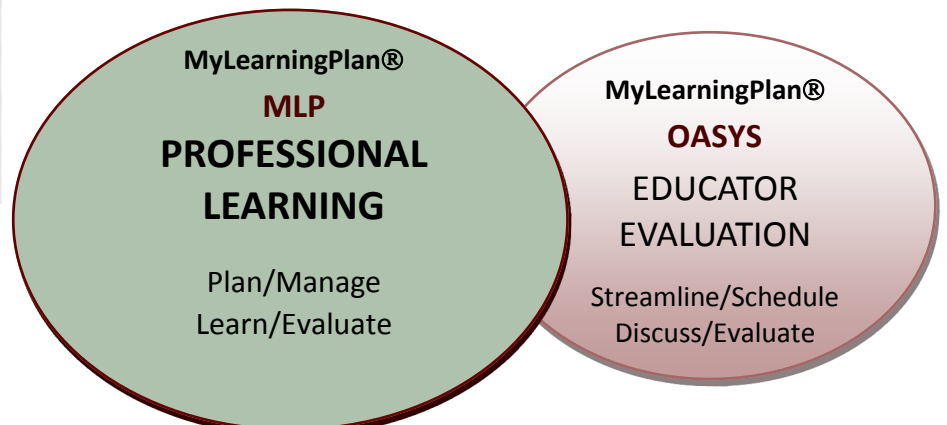 MyLearningPlan®
MLP
PROFESSIONAL
LEARNING
Plan/Manage
Learn/Evaluate
MyLearningPlan®
OASYS
EDUCATOR
EVALUATION
Streamline/Schedule
Discuss/Evaluate